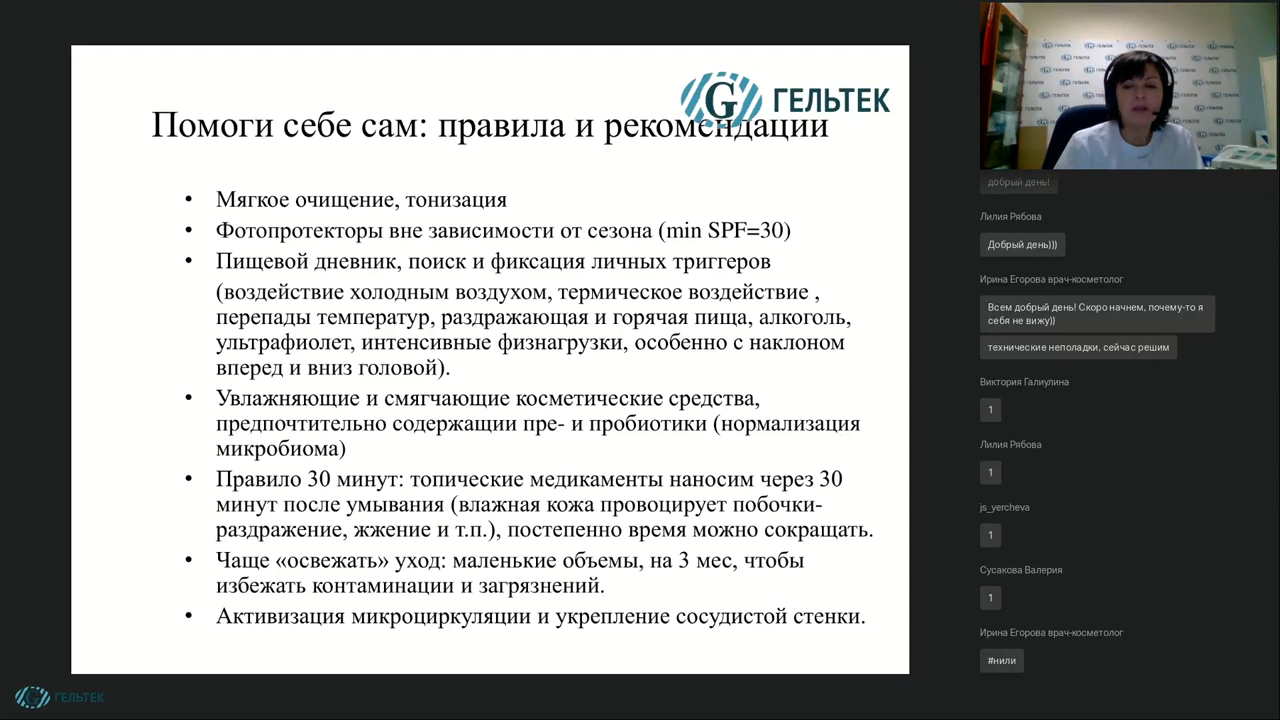 ГЕЛЬТЕК
Помоги себе сам: правила и рекомендации
• Мягкое очищение, тонизация
• Фотопротекторы вне зависимости от сезона (min SPF=30)
• Пищевой дневник, поиск и фиксация личных триггеров
(воздействие холодным воздухом, термическое воздействие ,
перепады температур, раздражающая и горячая пища, алкоголь,
ультрафиолет, интенсивные физнагрузки, особенно с наклоном
вперед и вниз головой).
• Увлажняющие и смягчающие косметические средства,
предпочтительно содержащии пре- и пробиотики (нормализация
микробиома)
• Правило 30 минут: топические медикаменты наносим через 30
минут после умывания (влажная кожа провоцирует побочки-
раздражение, жжение и т.п.), постепенно время можно сокращать.
• Чаще «освежать» уход: маленькие объемы, на 3 мес, чтобы
избежать контаминации и загрязнений.
• Активизация микроциркуляции и укрепление сосудистой стенки.
ГЕЛЬТЕК
добрый день!
Лилия Рябова
Добрый день)))
Ирина Егорова врач-косметолог
Всем добрый день! Скоро начнем, почему-то я
себя не вижу))
технические неполадки, сейчас решим
Виктория Галиулина
1
Лилия Рябова
1
js_yercheva
1
Сусакова Валерия
1
Ирина Егорова врач-косметолог
#нили